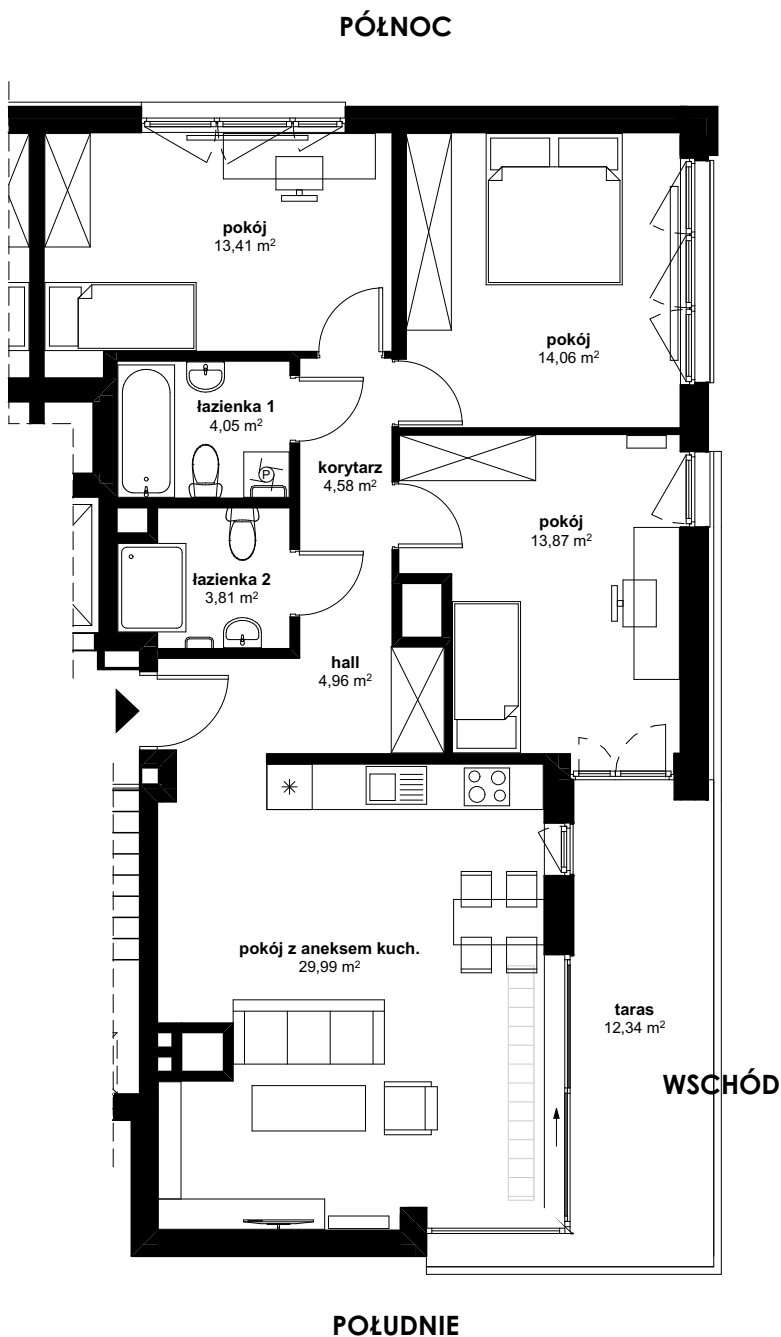 PÓŁNOC
pokój
13,41 m²
pokój
14,06 m²
łazienka 1
4,05 m²
P
korytarz
4,58 m²
pokój
13,87 m²
łazienka 2
3,81 m²
hall
4,96 m²
pokój z aneksem kuch.
29,99 m²
taras
12,34 m²
WSCHÓD
POŁUDNIE